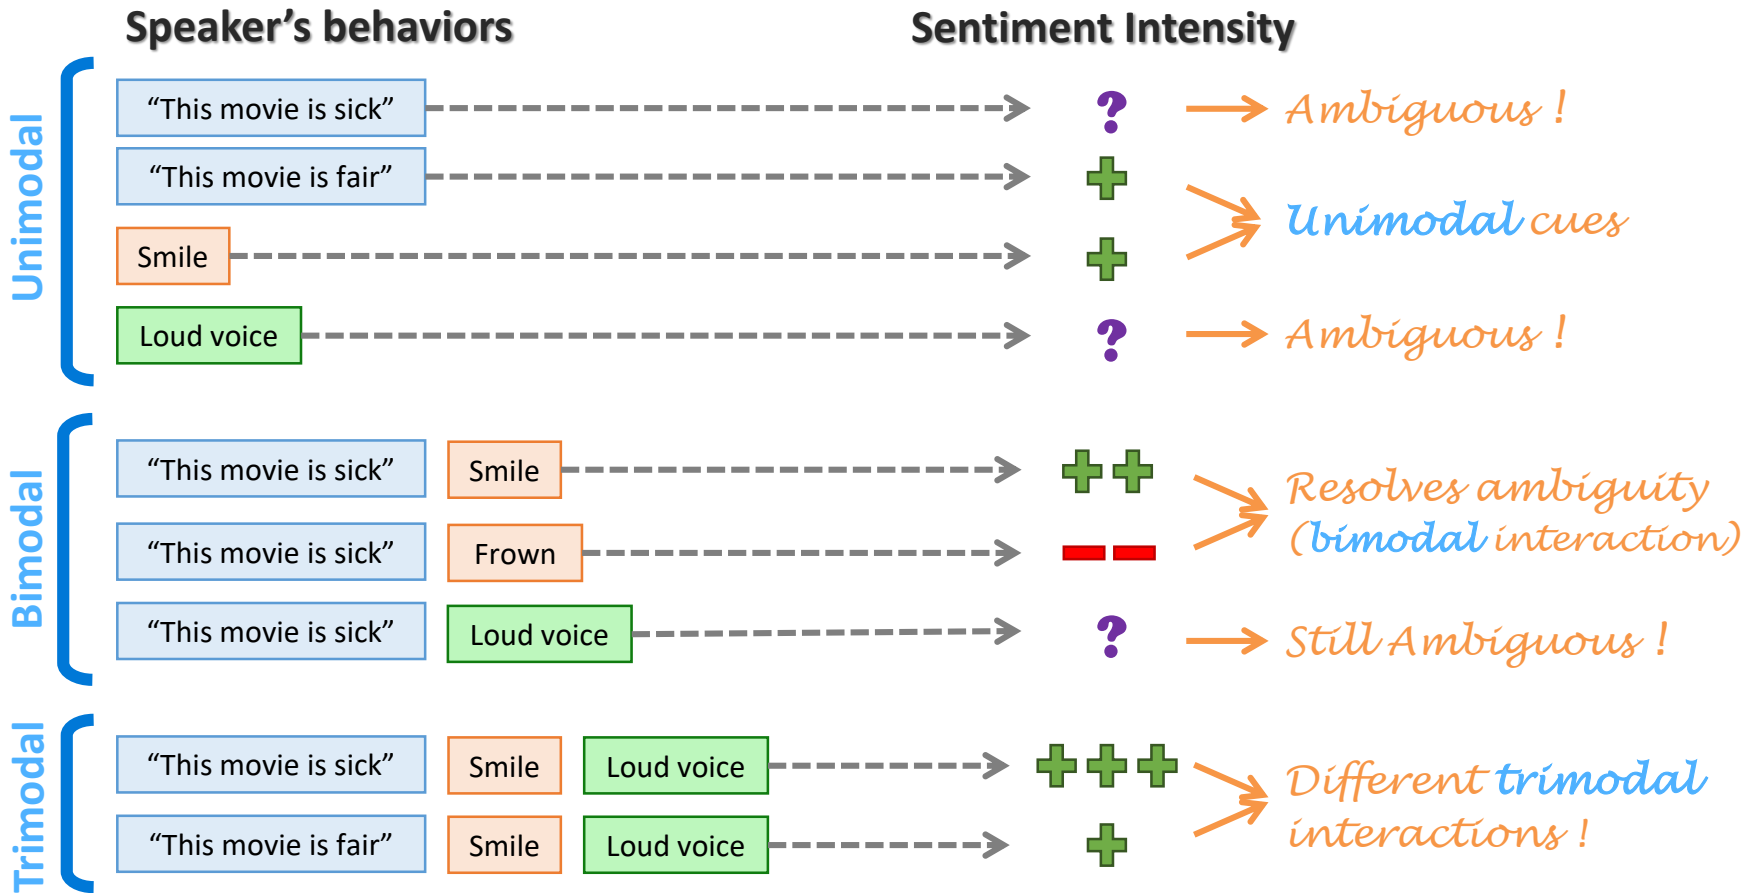 Speaker's behaviors
Sentiment Intensity
Unimodal
“This movie is sick”
?
Ambiguous !
“This movie is fair”
Unimodal cues
Smile
Loud voice
?
Ambiguous !
Bimodal
“This movie is sick”
Smile
Resolves ambiguity
(bimodal interaction)
“This movie is sick”
Frown
“This movie is sick”
Loud voice
?
Still Ambiguous !
Trimodal
“This movie is sick”
Smile
Loud voice
Different trimodal
interactions !
“This movie is fair”
Smile
Loud voice